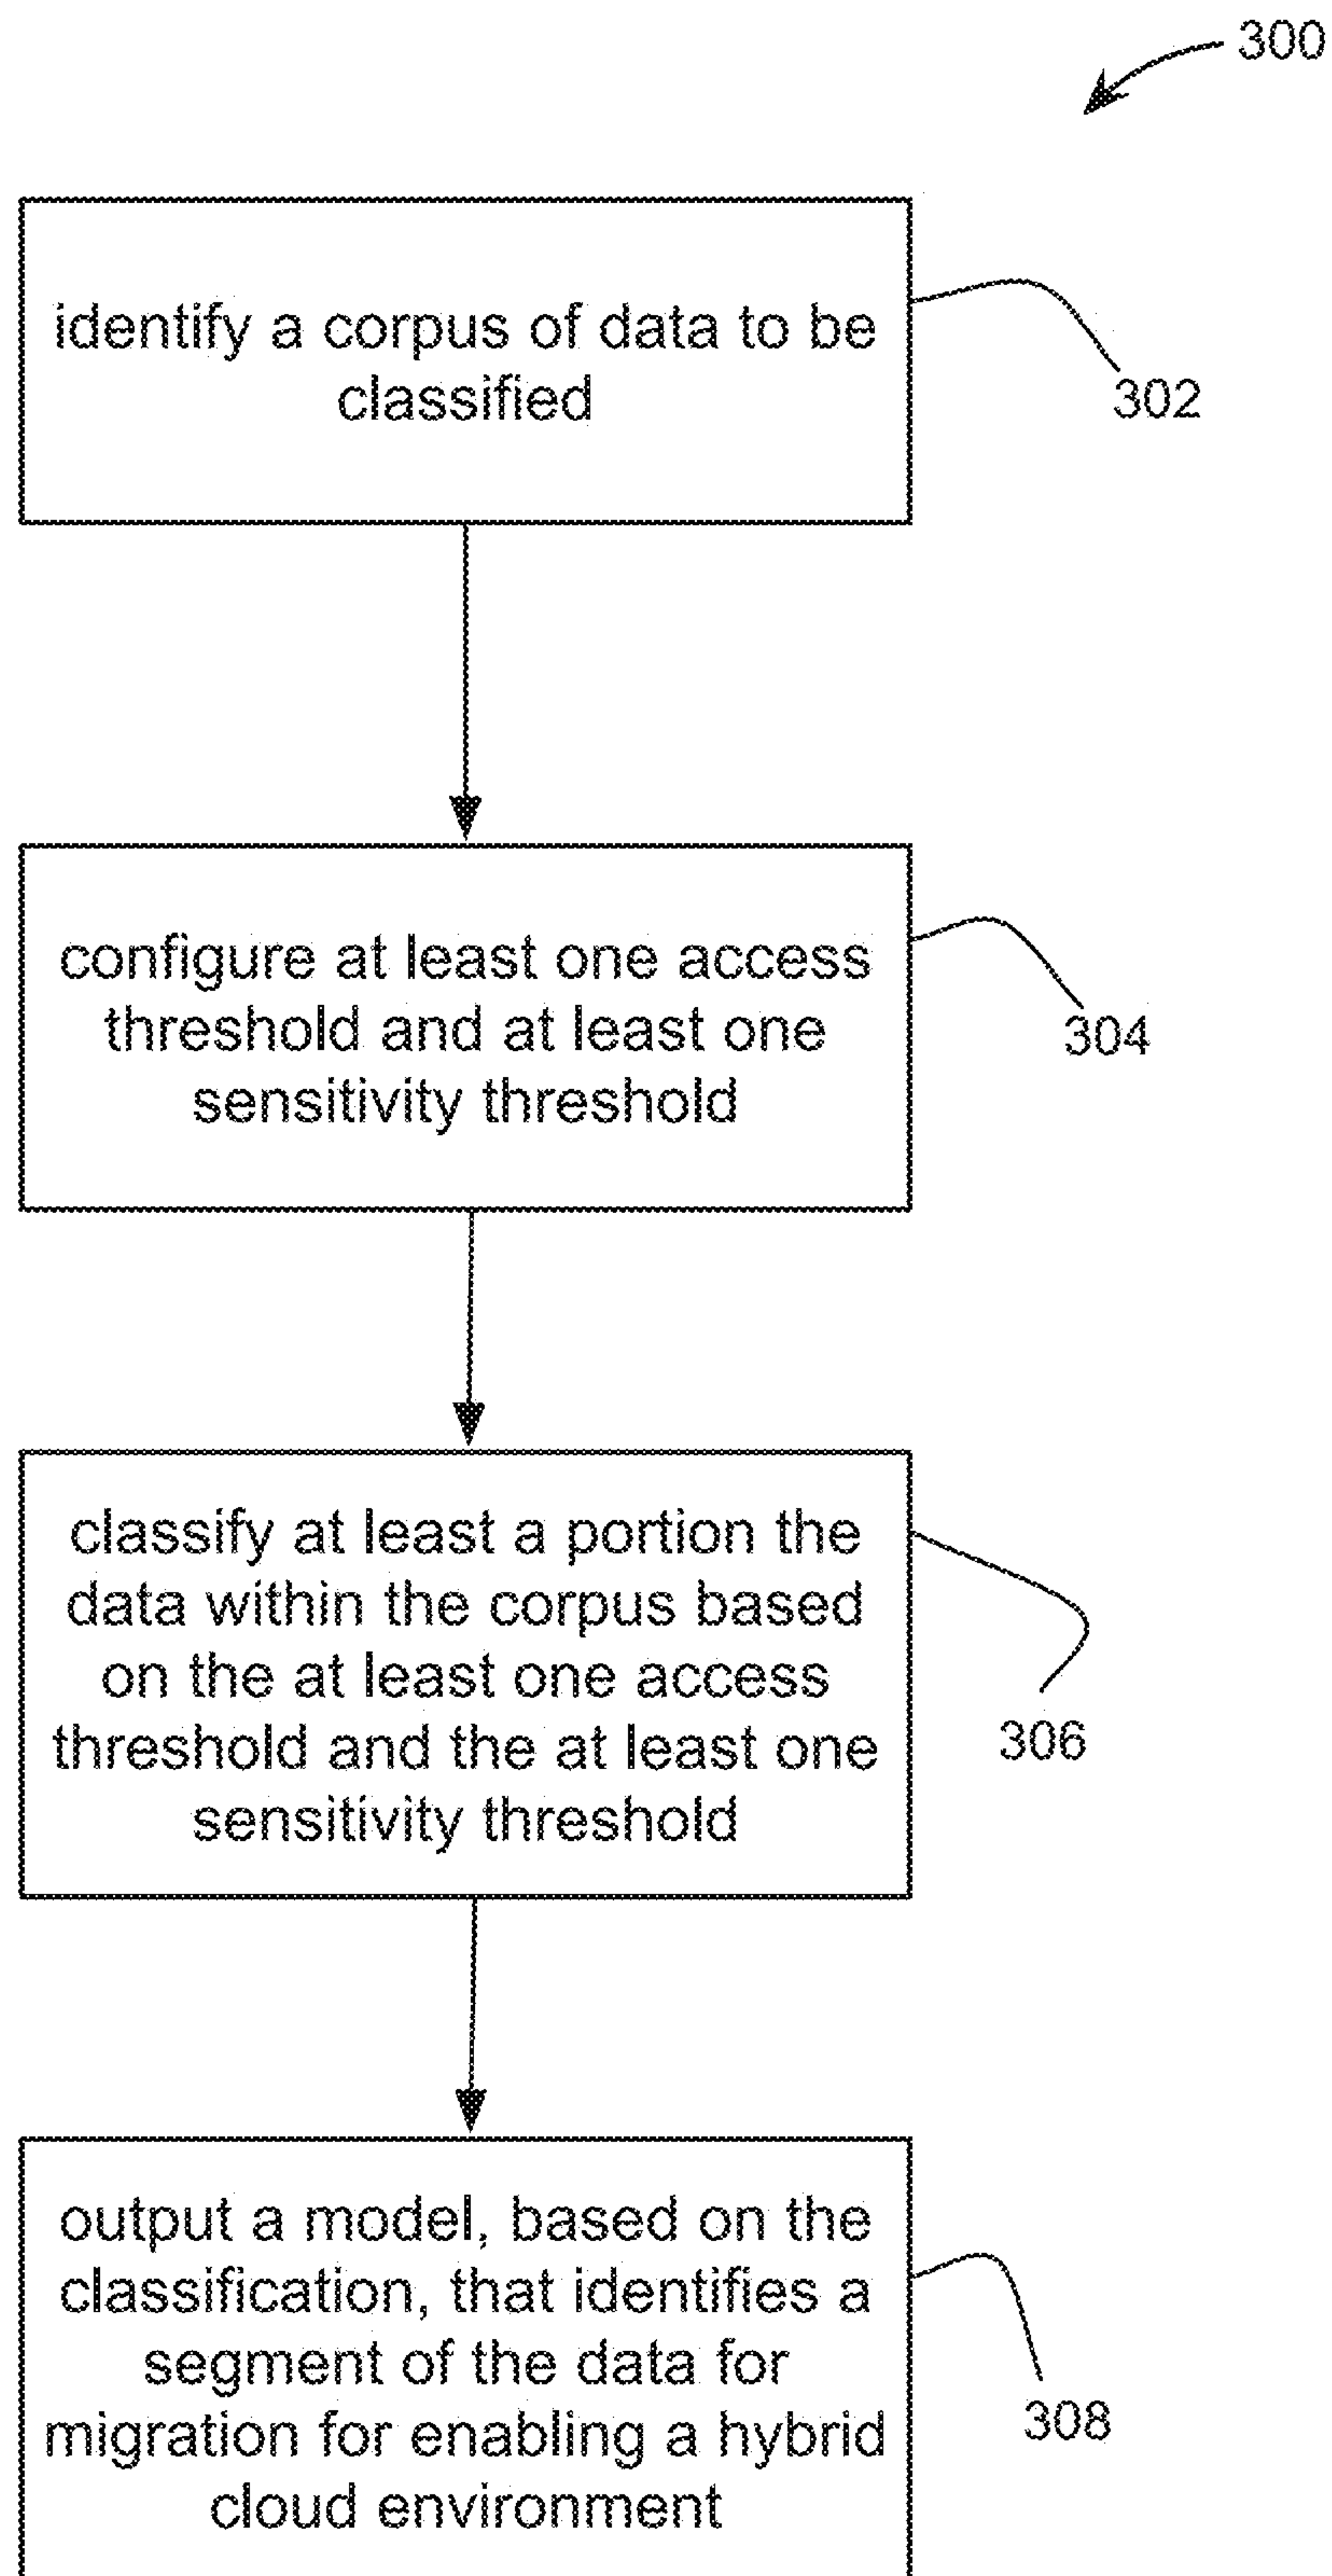 300
identify a corpus of data to be
classified
302
configure at least one access
threshold and at least one
sensitivity threshold
304
classify at least a portion the
data within the corpus based
on the at least one access
threshold and the at least one
sensitivity threshold
306
output a model, based on the
classification, that identifies a
segment of the data for
migration for enabling a hybrid
cloud environment
308